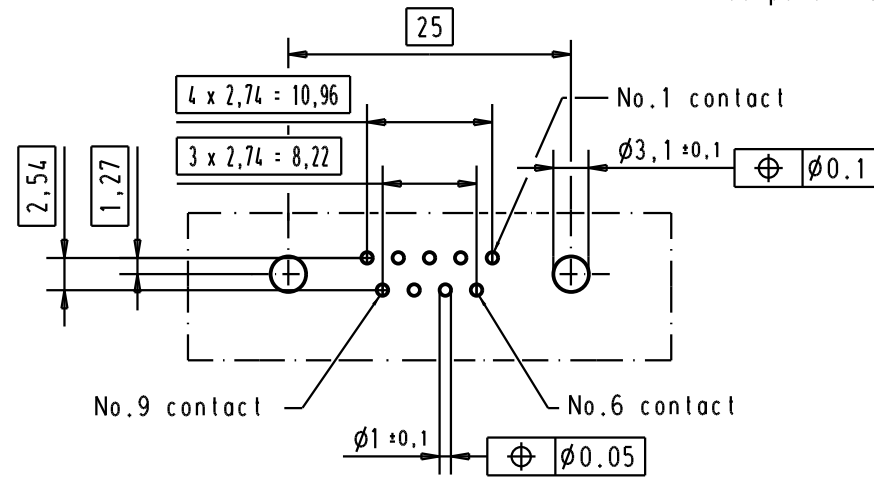 25
4 x 2,74 = 10,96
No.1 contact
3 x 2,74 = 8,22
Ø3,1 ±0,1
⌖ Ø0.1
2,54
1,27
No.9 contact
No.6 contact
Ø1 ±0,1
⌖ Ø0.05